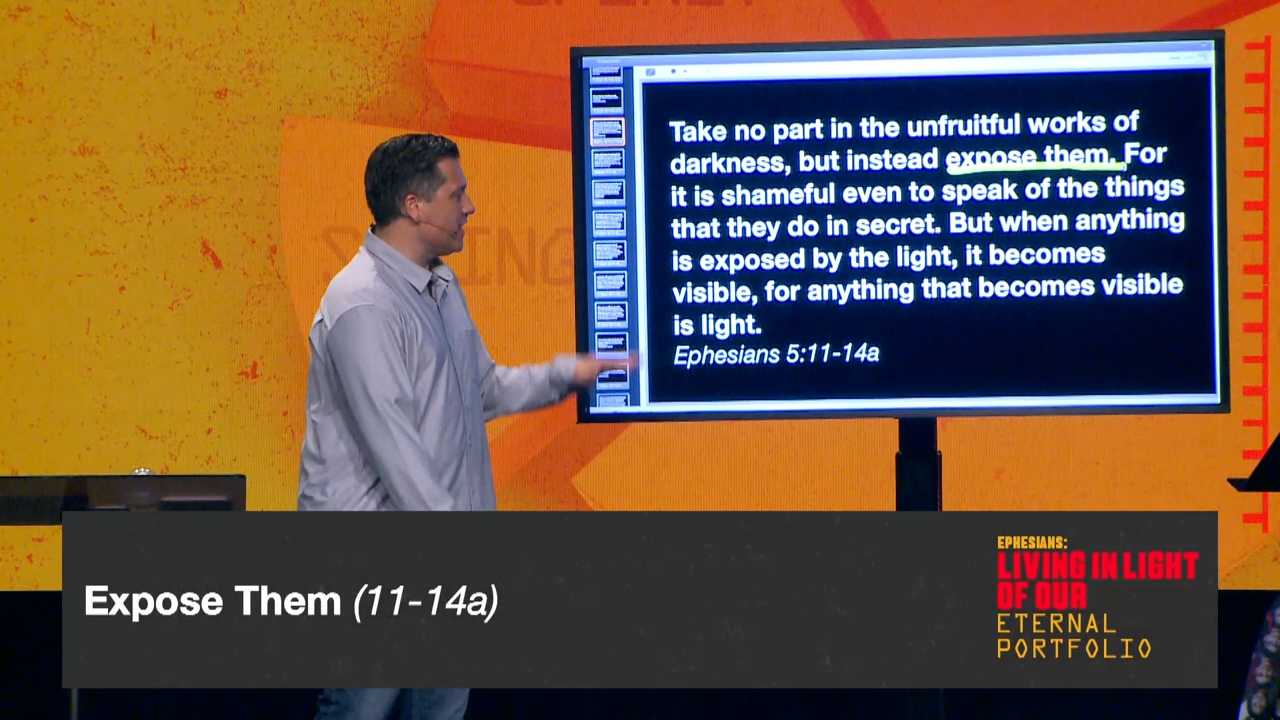 Take no part in the unfruitful works of
darkness, but instead expose them. For
it is shameful even to speak of the things
that they do in secret. But when anything
is exposed by the light, it becomes
visible, for anything that becomes visible
is light.
Ephesians 5:11-14a
Expose Them (11-14a)
EPHESIANS:
LIVING IN LIGHT
OF OUR
ETERNAL
PORTFOLIO